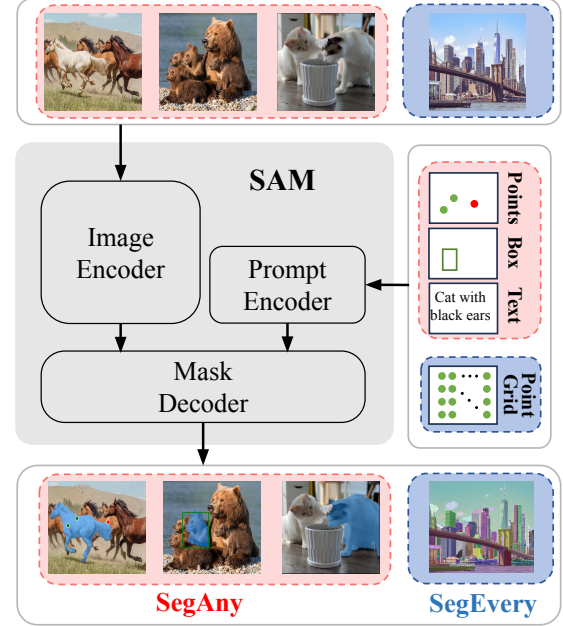 SAM
Image
Encoder
Prompt
Encoder
Mask
Decoder
Points
Box
Text
Cat with
black ears
Point
Grid
SegAny
SegEvery